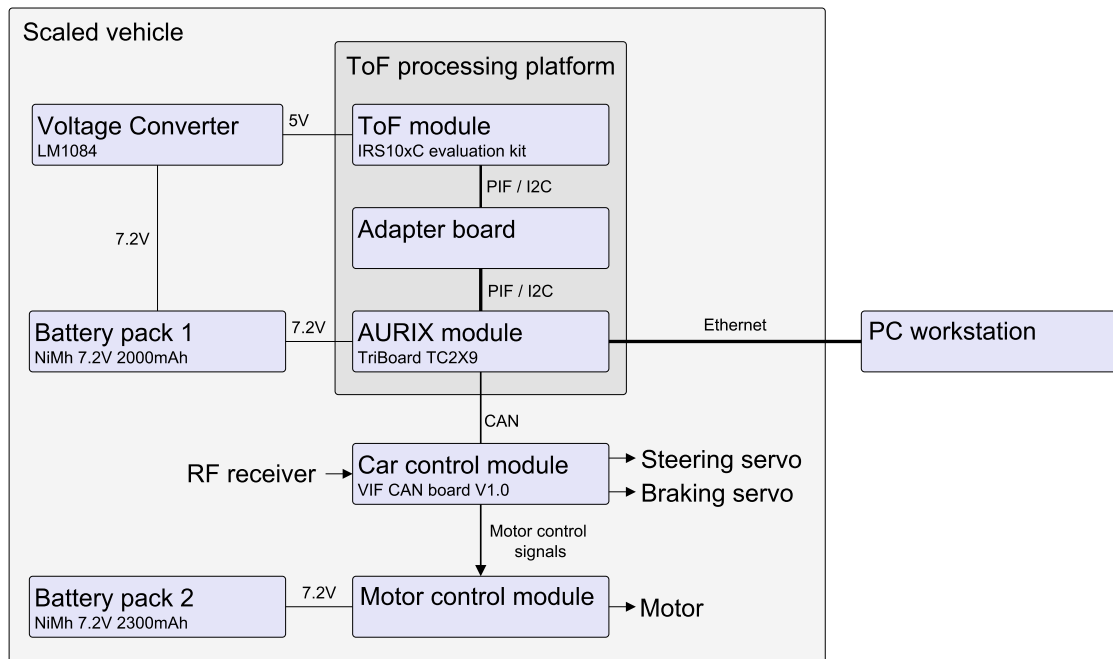 Scaled vehicle
ToF processing platform
Voltage Converter
LM1084
5V
ToF module
IRS10xC evaluation kit
PIF / I2C
7.2V
Adapter board
PIF / I2C
Battery pack 1
NiMh 7.2V 2000mAh
7.2V
AURIX module
TriBoard TC2X9
Ethernet
PC workstation
CAN
RF receiver
Car control module
VIF CAN board V1.0
Steering servo
Braking servo
Motor control
signals
Battery pack 2
NiMh 7.2V 2300mAh
7.2V
Motor control module
Motor